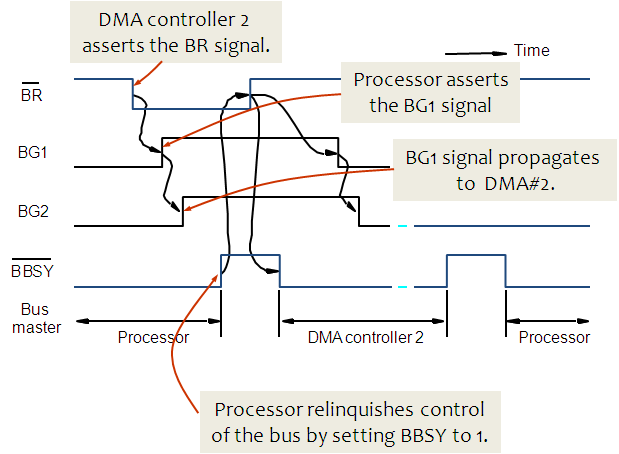 DMA controller 2
asserts the BR signal.
Time
BR
Processor asserts
the BG1 signal
BG1
BG1 signal propagates
to DMA#2.
BG2
BBSY
Bus
master
Processor
DMA controller 2
Processor
Processor relinquishes control
of the bus by setting BBSY to 1.